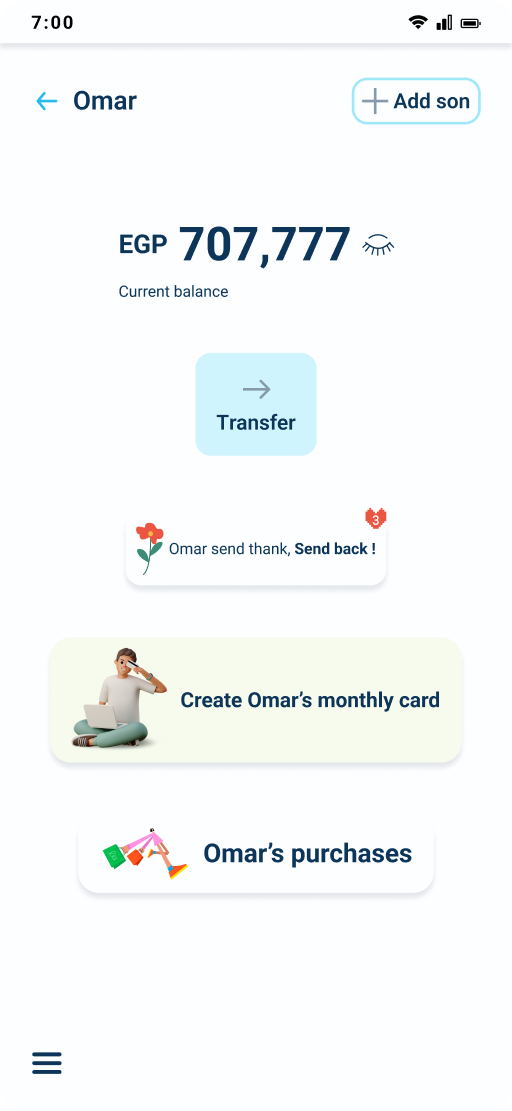 7:00
Omar
Add son
EGP 707,777
Current balance
Transfer
3
Omar send thank, Send back !
Create Omar’s monthly card
Omar’s purchases